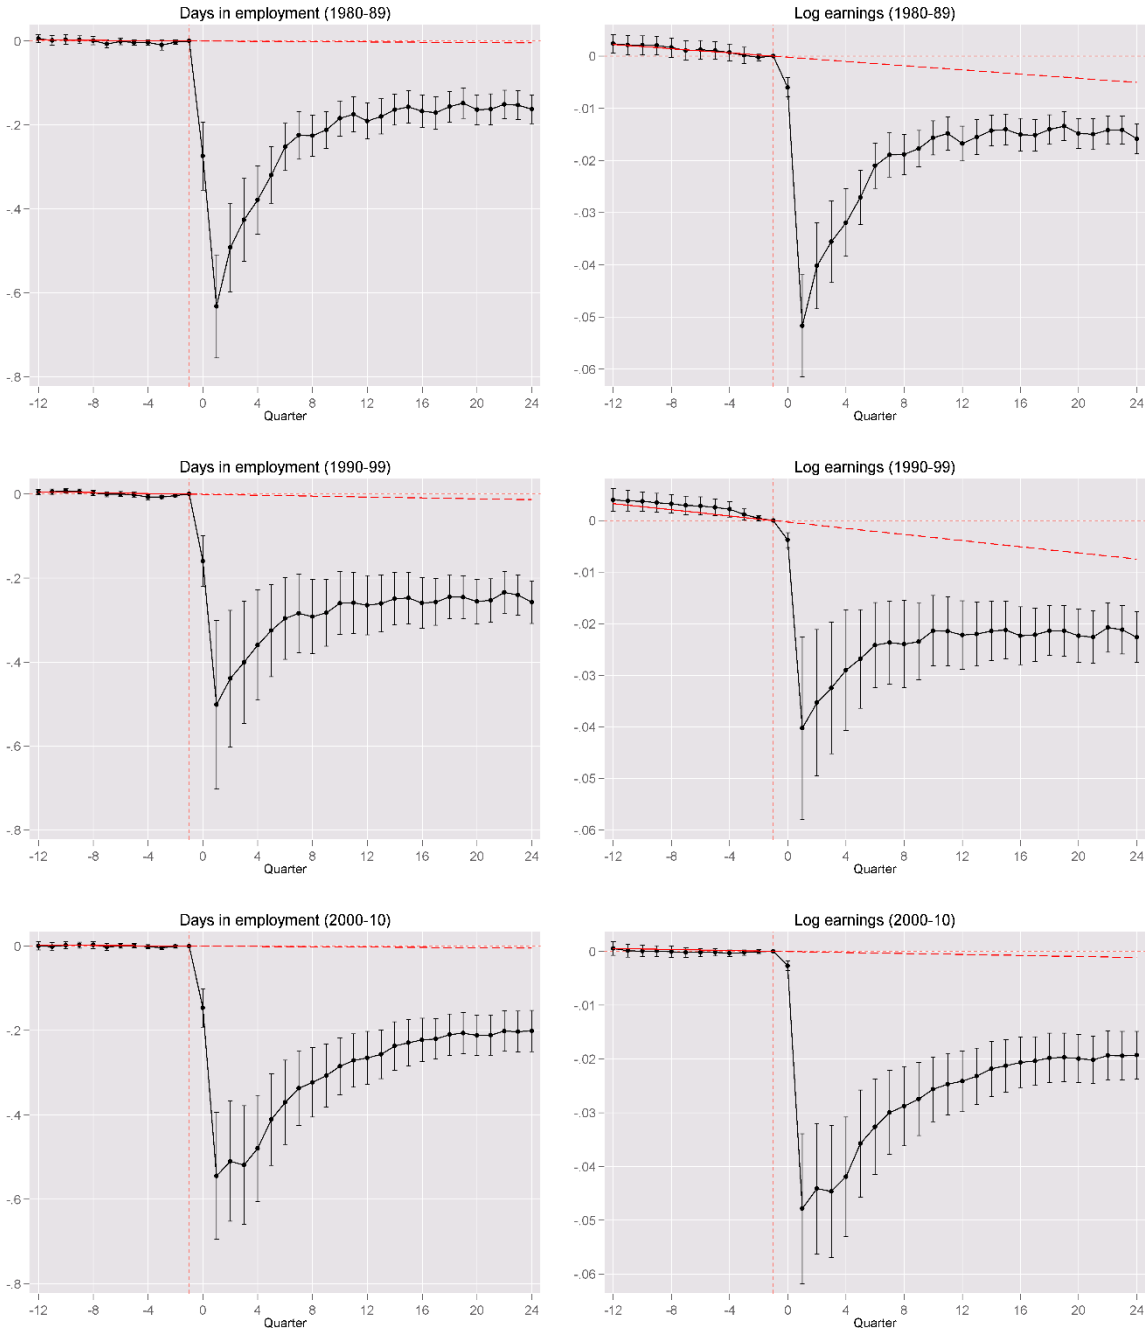 Days in employment (1980-89)
0
-.2
-.4
-.6
-.8
-12 -8 -4 0 4 8 12 16 20 24
Quarter
Log earnings (1980-89)
0
-.01
-.02
-.03
-.04
-.05
-.06
-12 -8 -4 0 4 8 12 16 20 24
Quarter
Days in employment (1990-99)
0
-.2
-.4
-.6
-.8
-12 -8 -4 0 4 8 12 16 20 24
Quarter
Log earnings (1990-99)
0
-.01
-.02
-.03
-.04
-.05
-.06
-12 -8 -4 0 4 8 12 16 20 24
Quarter
Days in employment (2000-10)
0
-.2
-.4
-.6
-.8
-12 -8 -4 0 4 8 12 16 20 24
Quarter
Log earnings (2000-10)
0
-.01
-.02
-.03
-.04
-.05
-.06
-12 -8 -4 0 4 8 12 16 20 24
Quarter